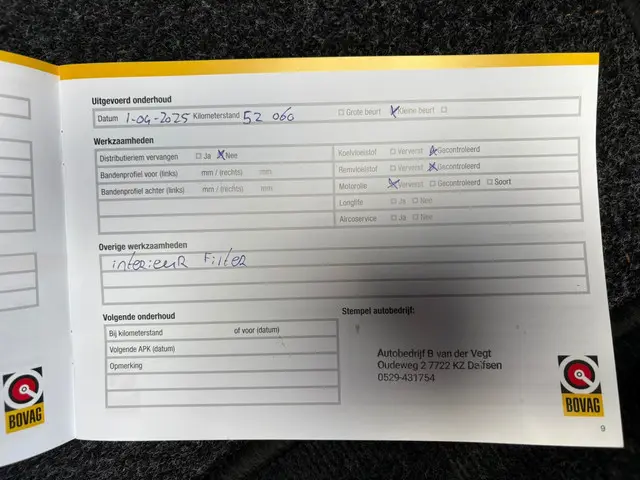 Uitgevoerd onderhoud
Datum 1-04-2025 Kilometerstand 52 060 Grote beurt Kleine beurt
Werkzaamheden
Distributieriem vervangen Ja Nee
Bandenprofiel voor (links) mm / (rechts) mm
Bandenprofiel achter (links) mm / (rechts) mm
Koelvloeistof Ververst Gecontroleerd
Remvloeistof Ververst Gecontroleerd
Motorolie Ververst Gecontroleerd Soort
Longlife Ja Nee
Aircoservice Ja Nee
Overige werkzaamheden
interieur Filter
Volgende onderhoud
Bij kilometerstand of voor (datum)
Volgende APK (datum)
Opmerking
Stempel autobedrijf:
Autobedrijf B van der Vegt
Oudeweg 2 7722 KZ Dalfsen
0529-431754
BOVAG
BOVAG
9